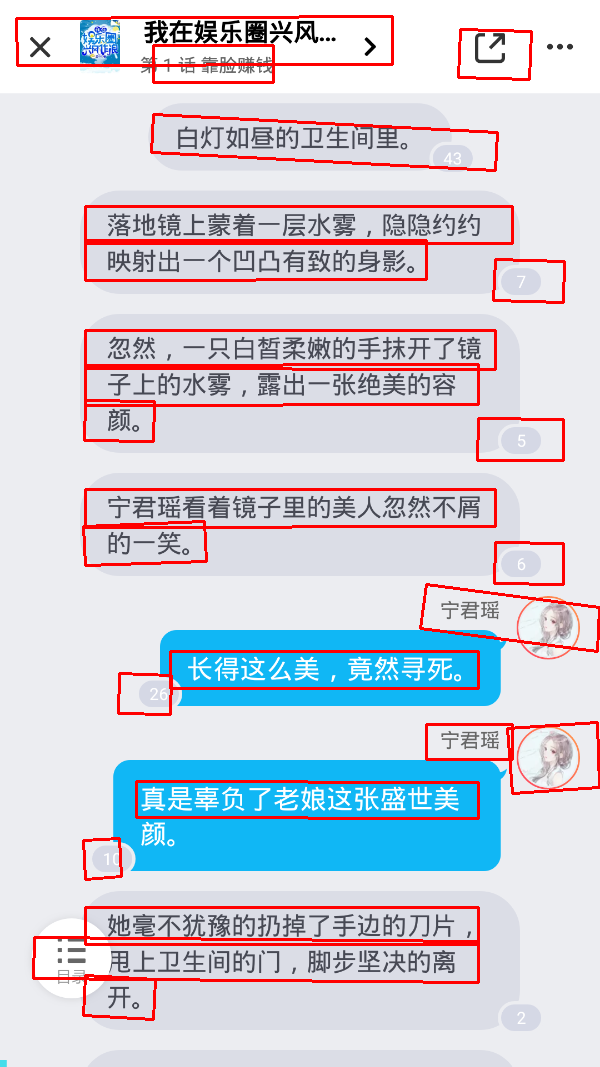 我在娱乐圈兴风...
第1话 靠脸赚钱
白灯如昼的卫生间里。
43
落地镜上蒙着一层水雾，隐隐约约
映射出一个凹凸有致的身影。
7
忽然，一只白皙柔嫩的手抹开了镜
子上的水雾，露出一张绝美的容
颜。
5
宁君瑶看着镜子里的美人忽然不屑
的一笑。
6
宁君瑶
长得这么美，竟然寻死。
26
宁君瑶
真是辜负了老娘这张盛世美
颜。
10
她毫不犹豫的扔掉了手边的刀片，
甩上卫生间的门，脚步坚决的离
开。
目录
2